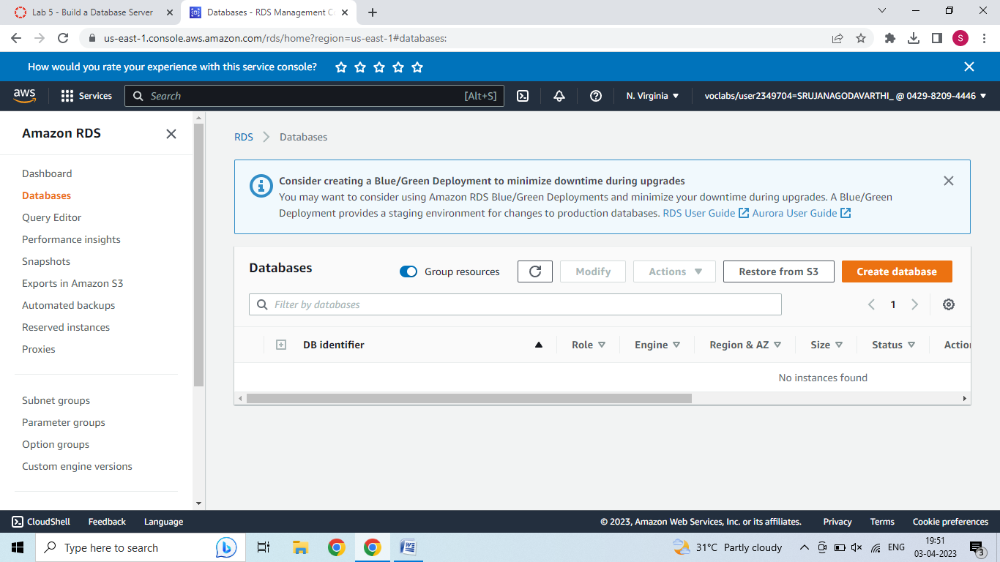 Lab 5 - Build a Database Server
Databases - RDS Management C
us-east-1.console.aws.amazon.com/rds/home?region=us-east-1#databases:
S
How would you rate your experience with this service console?
aws
Services
Search
[Alt+S]
N. Virginia
voclabs/user2349704=SRUJANAGODAVARTHI_ @ 0429-8209-4446
Amazon RDS
Dashboard
Databases
Query Editor
Performance insights
Snapshots
Exports in Amazon S3
Automated backups
Reserved instances
Proxies
Subnet groups
Parameter groups
Option groups
Custom engine versions
RDS
Databases
Consider creating a Blue/Green Deployment to minimize downtime during upgrades
You may want to consider using Amazon RDS Blue/Green Deployments and minimize your downtime during upgrades. A Blue/Green
Deployment provides a staging environment for changes to production databases. RDS User Guide Aurora User Guide
Databases
Group resources
Modify
Actions
Restore from S3
Create database
Filter by databases
1
DB identifier
Role
Engine
Region & AZ
Size
Status
Action
No instances found
CloudShell
Feedback
Language
© 2023, Amazon Web Services, Inc. or its affiliates.
Privacy
Terms
Cookie preferences
Type here to search
31°C Partly cloudy
ENG
19:51
03-04-2023
3